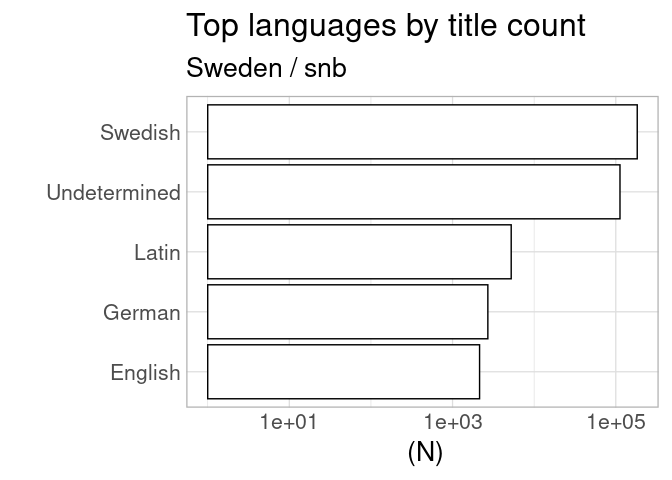 Top languages by title count
Sweden / snb
Swedish
Undetermined
Latin
German
English
1e+01 1e+03 1e+05
(N)